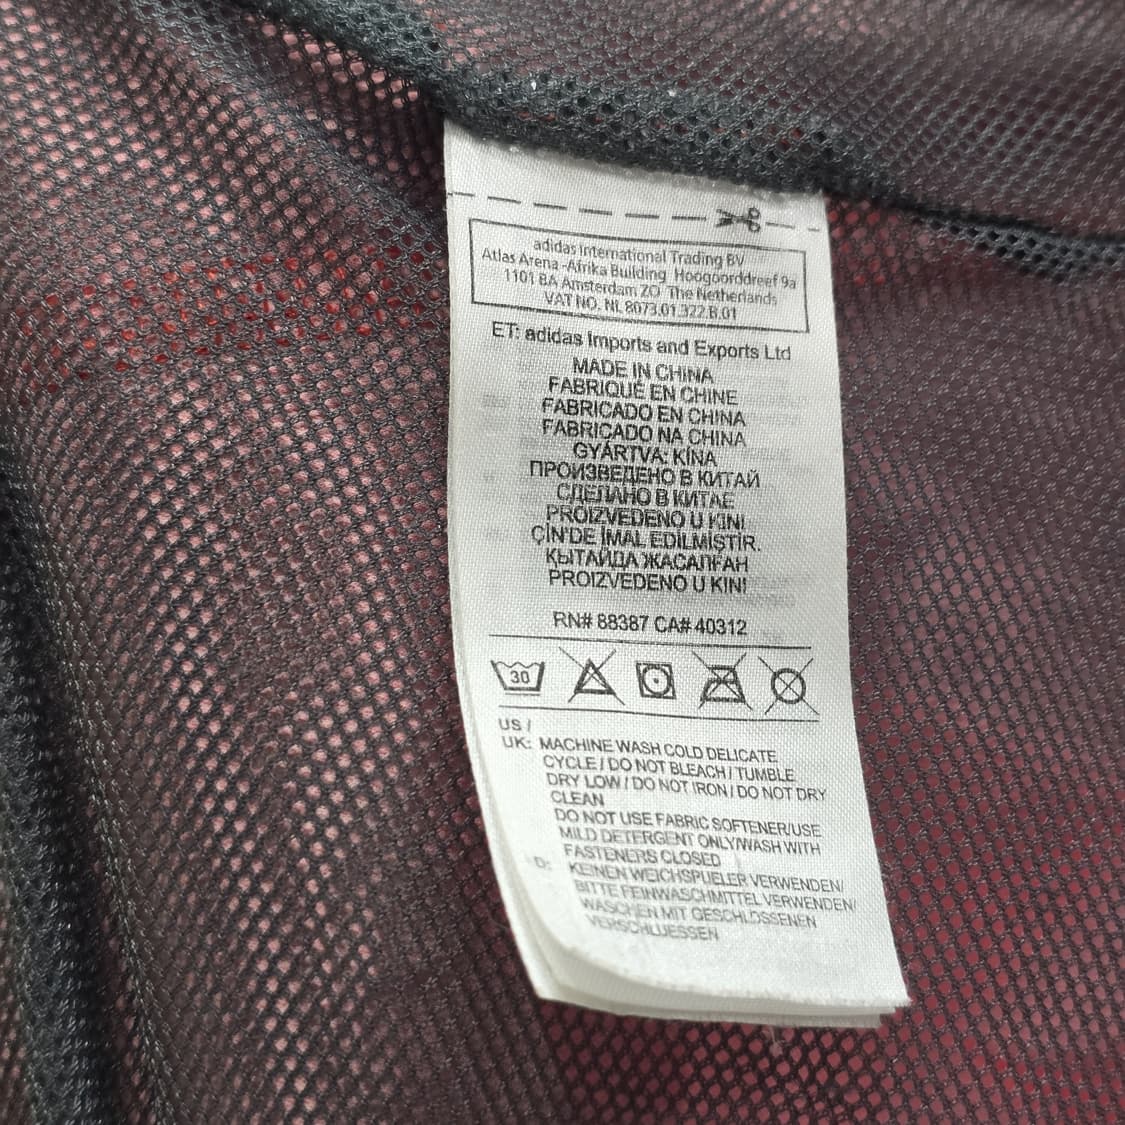 adidas International Trading BV
Atlas Arena -Afrika Building Hoogoorddreef 9a
1101 BA Amsterdam ZO The Netherlands
VAT NO. NL 8073.01.322.B.01
ET: adidas Imports and Exports Ltd
MADE IN CHINA
FABRIQUÉ EN CHINE
FABRICADO EN CHINA
FABRICADO NA CHINA
GYÁRTVA: KÍNA
ПРОИЗВЕДЕНО В КИТАЙ
СДЕЛАНО В КИТАЕ
PROIZVEDENO U KINI
ÇİN'DE İMAL EDİLMİŞTİR.
ҚЫТАЙДА ЖАСАЛҒАН
PROIZVEDENO U KINI
RN# 88387 CA# 40312
30
US /
UK: MACHINE WASH COLD DELICATE
CYCLE / DO NOT BLEACH / TUMBLE
DRY LOW / DO NOT IRON / DO NOT DRY
CLEAN
DO NOT USE FABRIC SOFTENER/USE
MILD DETERGENT ONLY/WASH WITH
FASTENERS CLOSED
D: KEINEN WEICHSPUELER VERWENDEN/
BITTE FEINWASCHMITTEL VERWENDEN/
WASCHEN MIT GESCHLOSSENEN
VERSCHLUESSEN